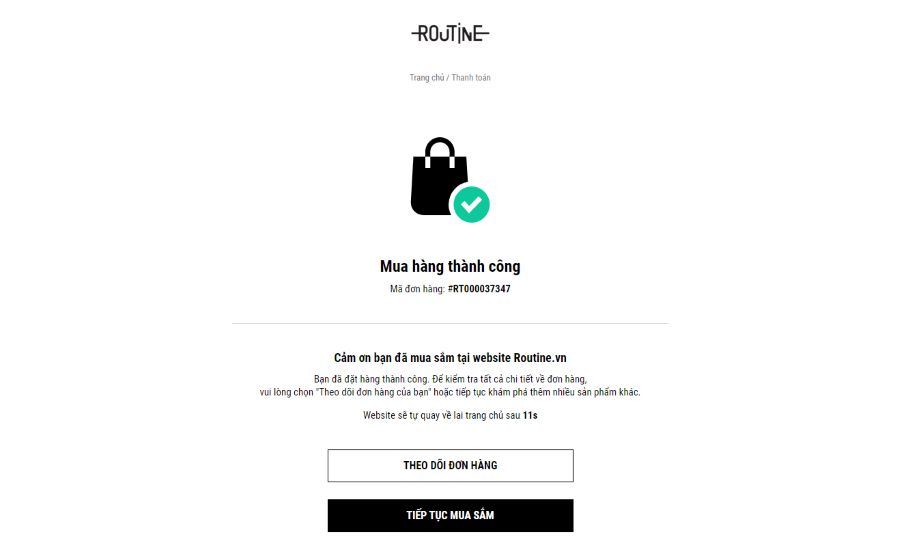 ROUTINE
Trang chủ / Thanh toán
Mua hàng thành công
Mã đơn hàng: #RT000037347
Cảm ơn bạn đã mua sắm tại website Routine.vn
Bạn đã đặt hàng thành công. Để kiểm tra tất cả chi tiết về đơn hàng,
vui lòng chọn "Theo dõi đơn hàng của bạn" hoặc tiếp tục khám phá thêm nhiều sản phẩm khác.
Website sẽ tự quay về lại trang chủ sau 11s
THEO DÕI ĐƠN HÀNG
TIẾP TỤC MUA SẮM